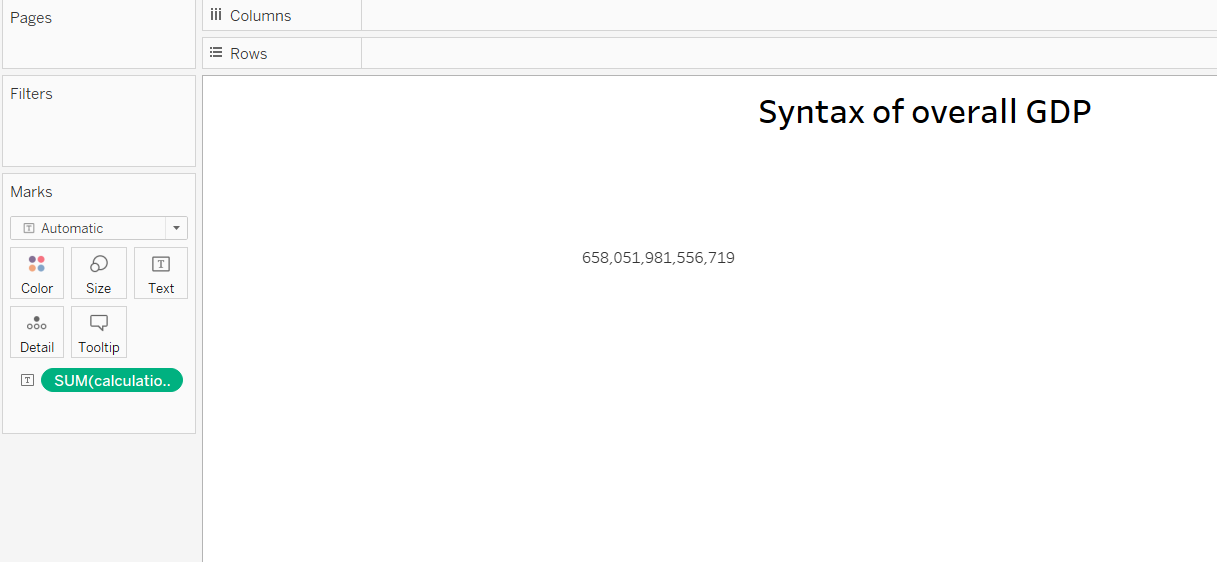 Pages
Columns
Rows
Filters
Syntax of overall GDP
Marks
Automatic
Color Size Text
Detail Tooltip
SUM(calculatio..
658,051,981,556,719